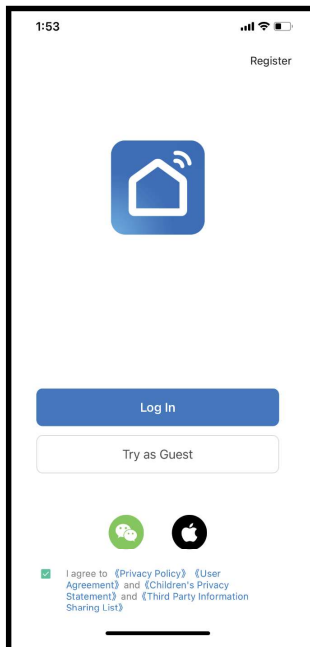 1:53
Register
Log In
Try as Guest
I agree to 《Privacy Policy》 《User
Agreement》 and 《Children's Privacy
Statement》 and 《Third Party Information
Sharing List》